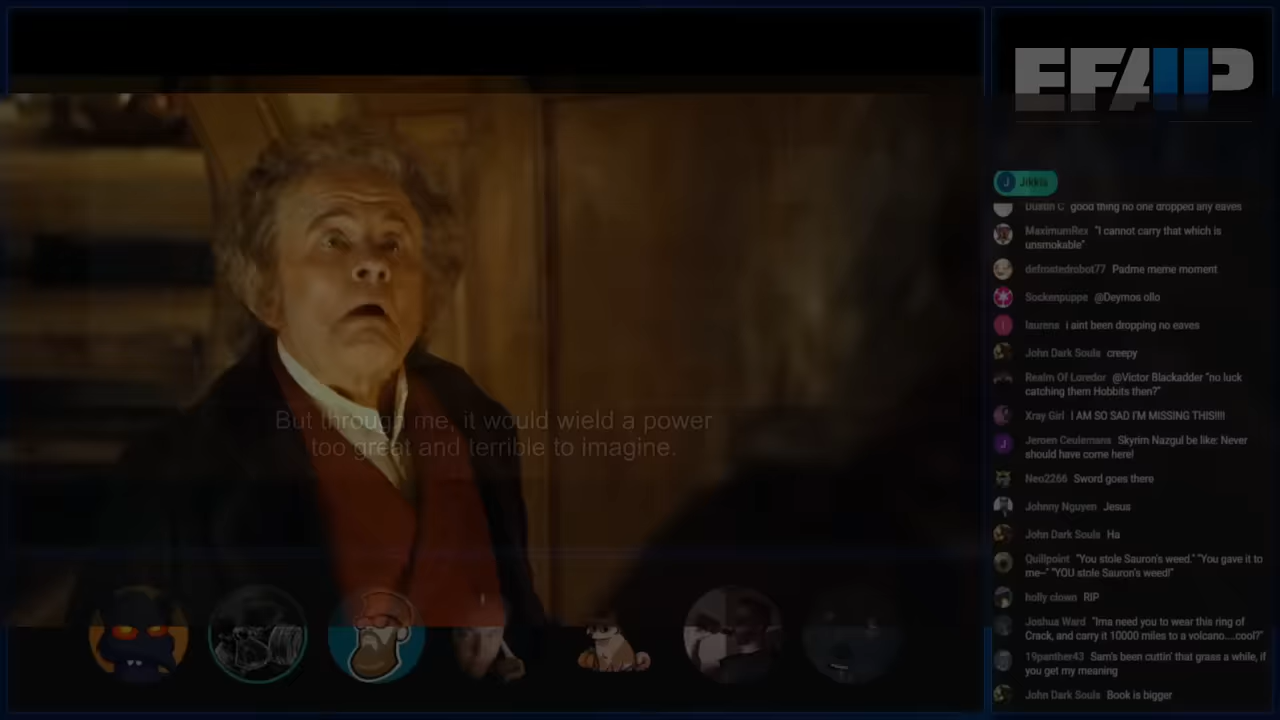 EFAP
J Jikkle
But through me, it would wield a power
too great and terrible to imagine.
Dustin C good thing no one dropped any eaves
MaximumRex "I cannot carry that which is
unsmokable"
defrostedrobot77 Padme meme moment
Sockenpuppe @Deymos ollo
laurens i aint been dropping no eaves
John Dark Souls creepy
Realm Of Loredor @Victor Blackadder "no luck
catching them Hobbits then?"
Xray Girl I AM SO SAD I'M MISSING THIS!!!!
J Jeroen Ceulemans Skyrim Nazgul be like: Never
should have come here!
Neo2266 Sword goes there
Johnny Nguyen Jesus
John Dark Souls Ha
Quillpoint "You stole Sauron's weed." "You gave it to
me--" "YOU stole Sauron's weed!"
holly clown RIP
Joshua Ward "Ima need you to wear this ring of
Crack, and carry it 10000 miles to a volcano....cool?"
19panther43 Sam's been cuttin' that grass a while, if
you get my meaning
John Dark Souls Book is bigger